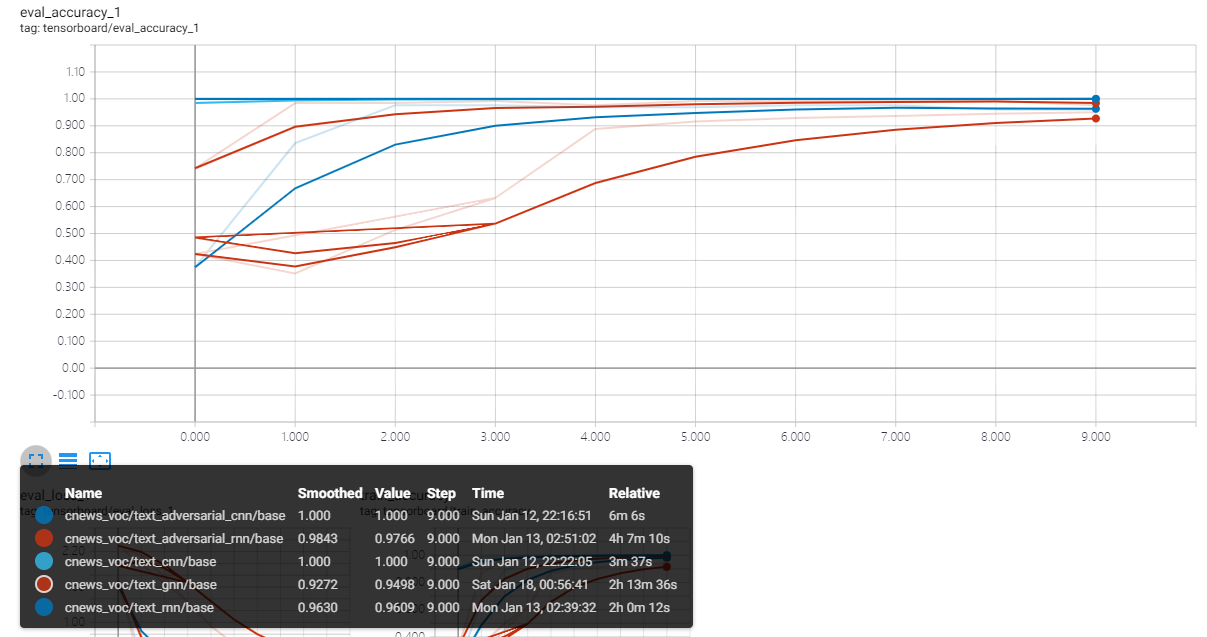 eval_accuracy_1
tag: tensorboard/eval_accuracy_1
1.10
1.00
0.900
0.800
0.700
0.600
0.500
0.400
0.300
0.200
0.100
0.00
-0.100
0.000 1.000 2.000 3.000 4.000 5.000 6.000 7.000 8.000 9.000
Name Smoothed Value Step Time Relative
cnews_voc/text_adversarial_cnn/base 1.000 1.000 9.000 Sun Jan 12, 22:16:51 6m 6s
cnews_voc/text_adversarial_rnn/base 0.9843 0.9766 9.000 Mon Jan 13, 02:51:02 4h 7m 10s
cnews_voc/text_cnn/base 1.000 1.000 9.000 Sun Jan 12, 22:22:05 3m 37s
cnews_voc/text_gnn/base 0.9272 0.9498 9.000 Sat Jan 18, 00:56:41 2h 13m 36s
cnews_voc/text_rnn/base 0.9630 0.9609 9.000 Mon Jan 13, 02:39:32 2h 0m 12s
0.400